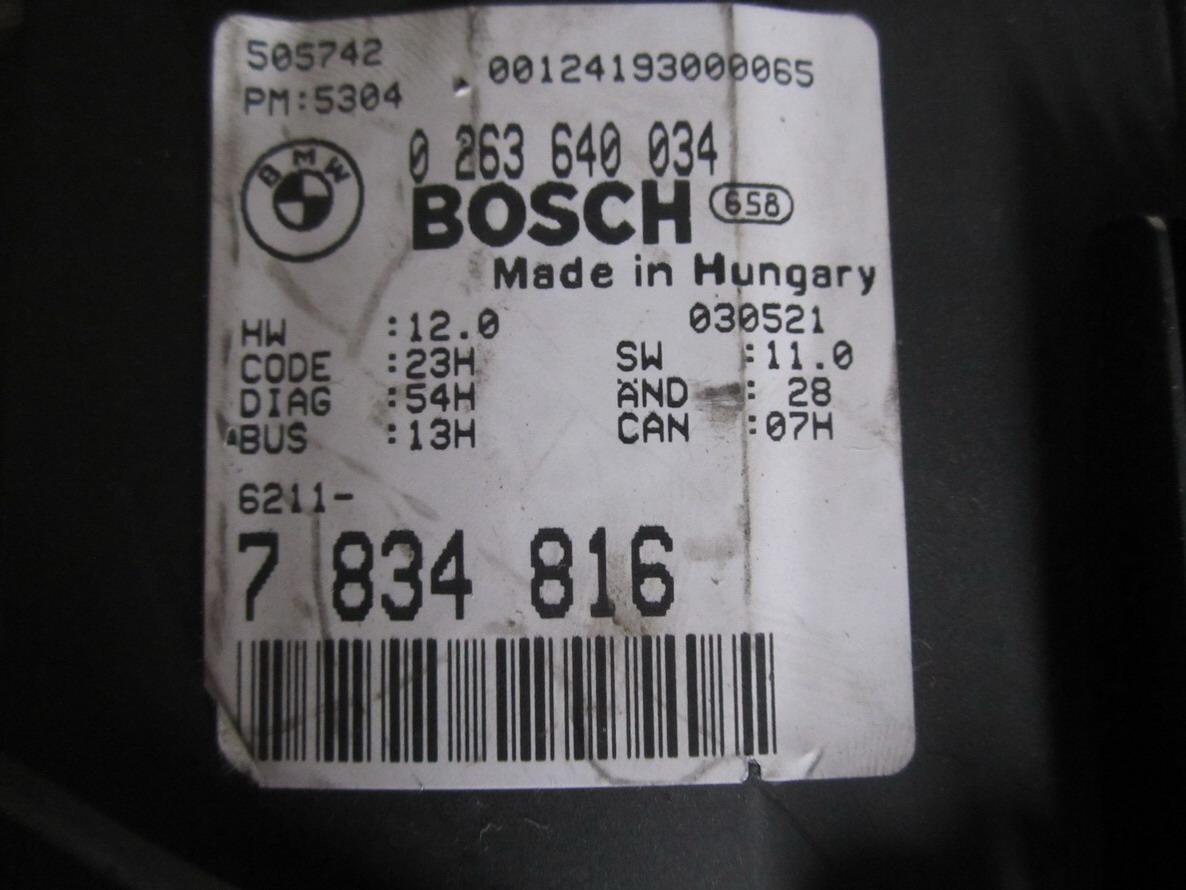 505742
00124193000065
PM:5304
BMW
0 263 640 034
BOSCH 6S8
Made in Hungary
HW :12.0 030521
CODE :23H SW :11.0
DIAG :54H ÄND : 28
BUS :13H CAN :07H
6211-
7 834 816